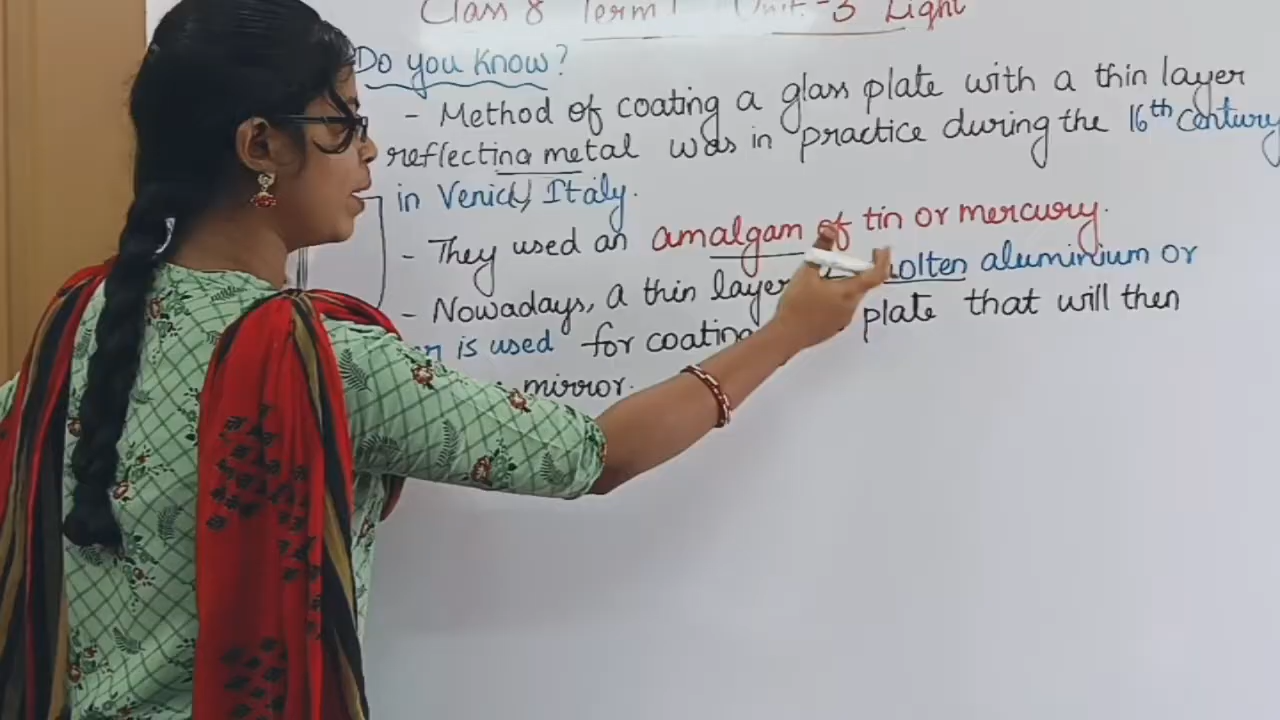 Class 8 Term I Unit-3 Light
Do you know?
- Method of coating a glass plate with a thin layer
reflecting metal was in practice during the 16th century
in Venice, Italy.
- They used an amalgam of tin or mercury.
- Nowadays, a thin layer molten aluminium or
is used for coating plate that will then
mirror.